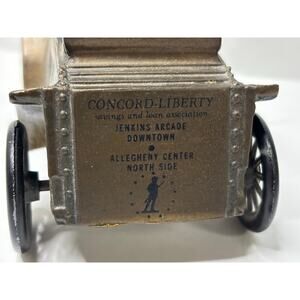 CONCORD-LIBERTY
savings and loan association
JENKINS ARCADE
DOWNTOWN
•
ALLEGHENY CENTER
NORTH SIDE